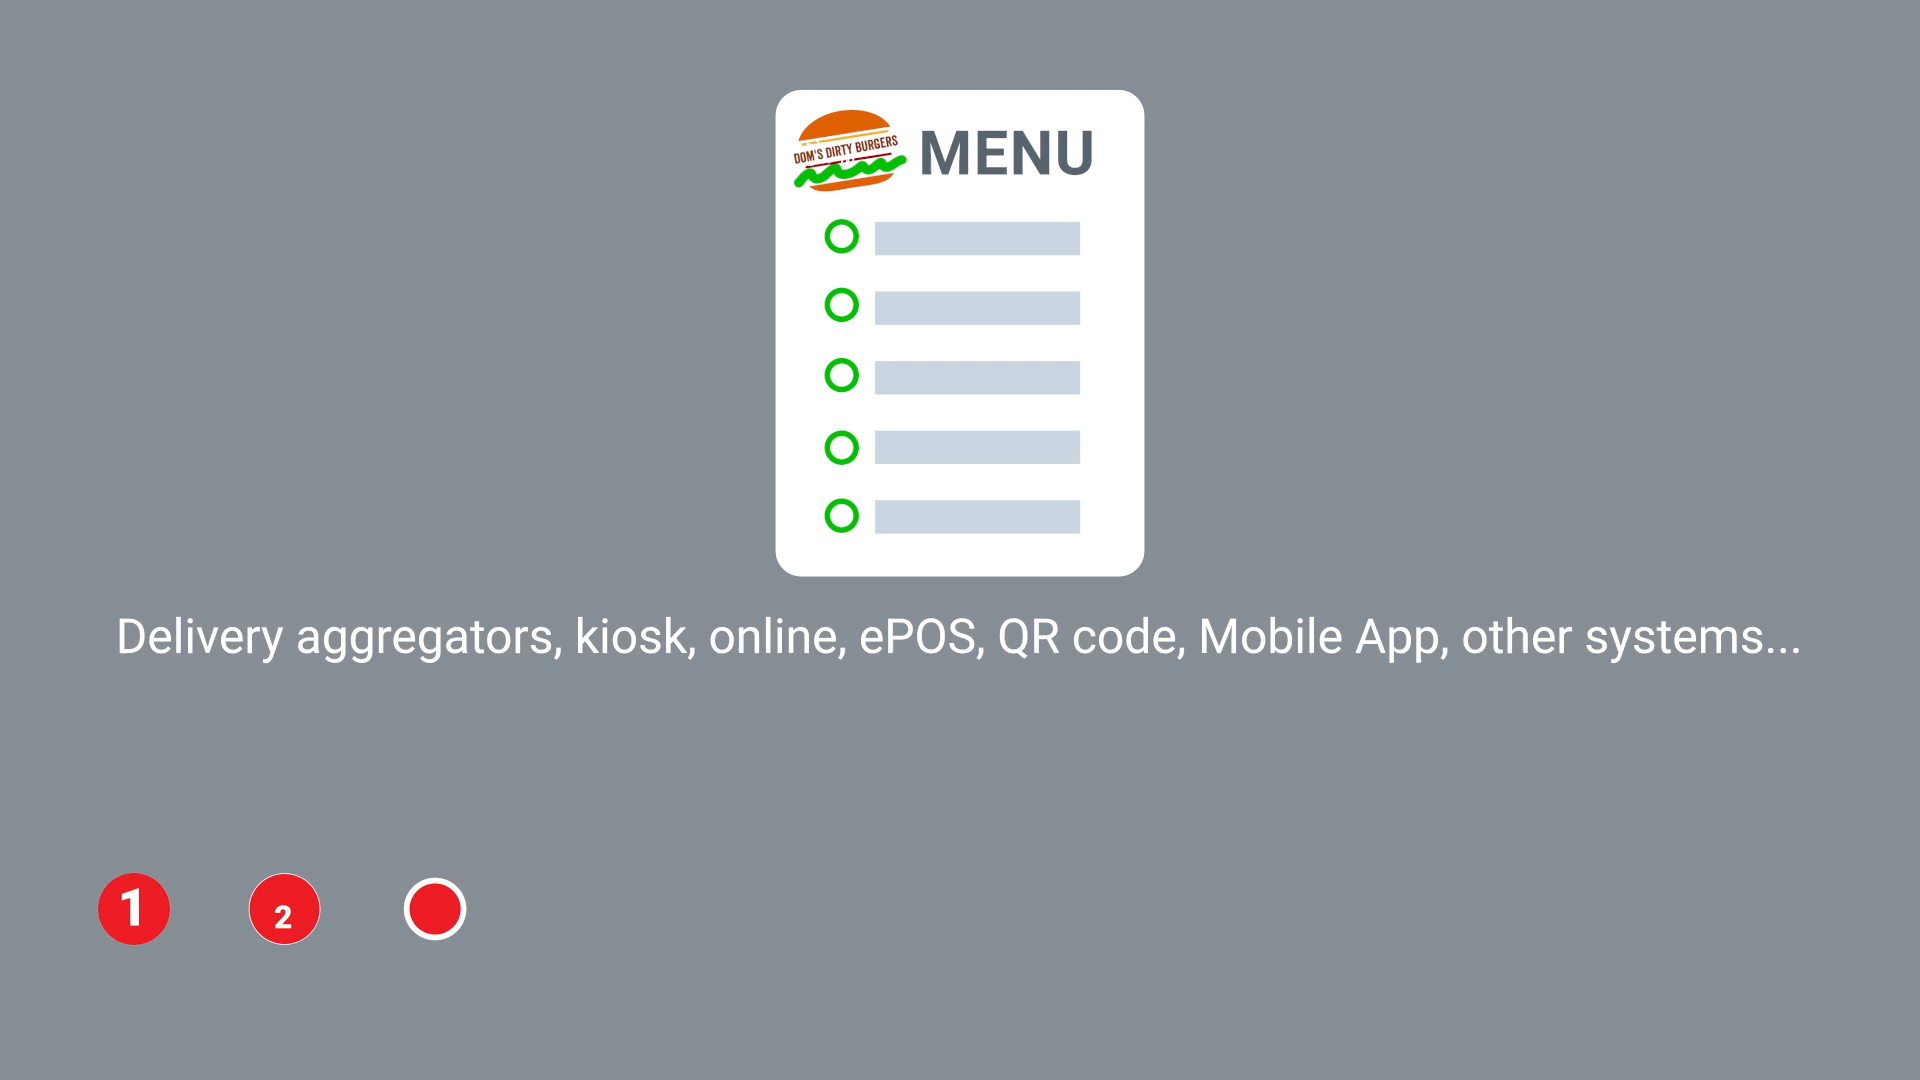 DOM'S DIRTY BURGERS
MENU
Delivery aggregators, kiosk, online, ePOS, QR code, Mobile App, other systems...
1 2